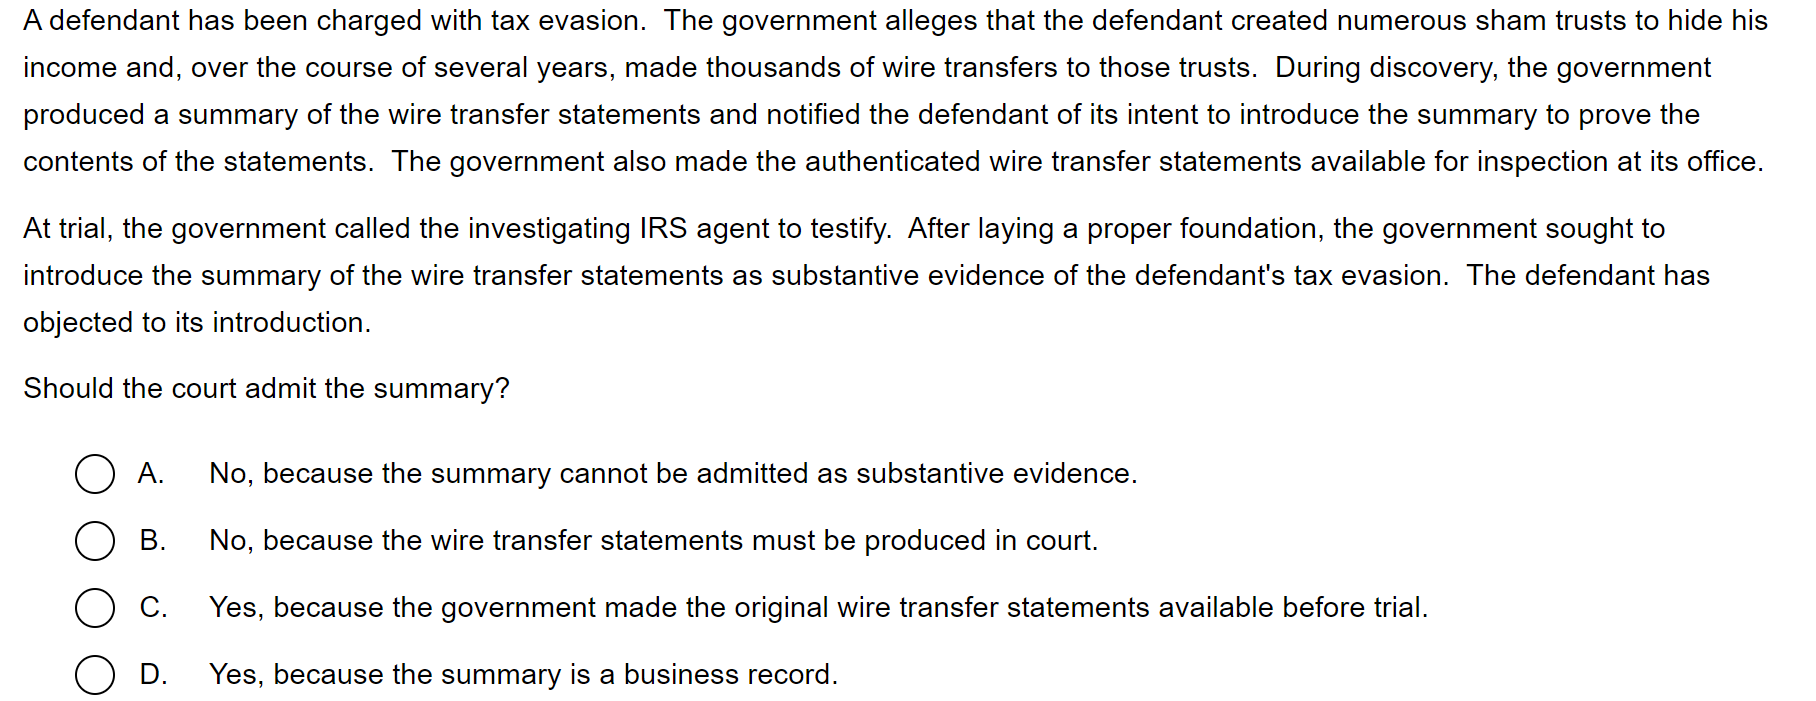 A defendant has been charged with tax evasion.  The government alleges that the defendant created numerous sham trusts to hide his
income and, over the course of several years, made thousands of wire transfers to those trusts.  During discovery, the government
produced a summary of the wire transfer statements and notified the defendant of its intent to introduce the summary to prove the
contents of the statements.  The government also made the authenticated wire transfer statements available for inspection at its office.
At trial, the government called the investigating IRS agent to testify.  After laying a proper foundation, the government sought to
introduce the summary of the wire transfer statements as substantive evidence of the defendant's tax evasion.  The defendant has
objected to its introduction.
Should the court admit the summary?
A. No, because the summary cannot be admitted as substantive evidence.
B. No, because the wire transfer statements must be produced in court.
C. Yes, because the government made the original wire transfer statements available before trial.
D. Yes, because the summary is a business record.